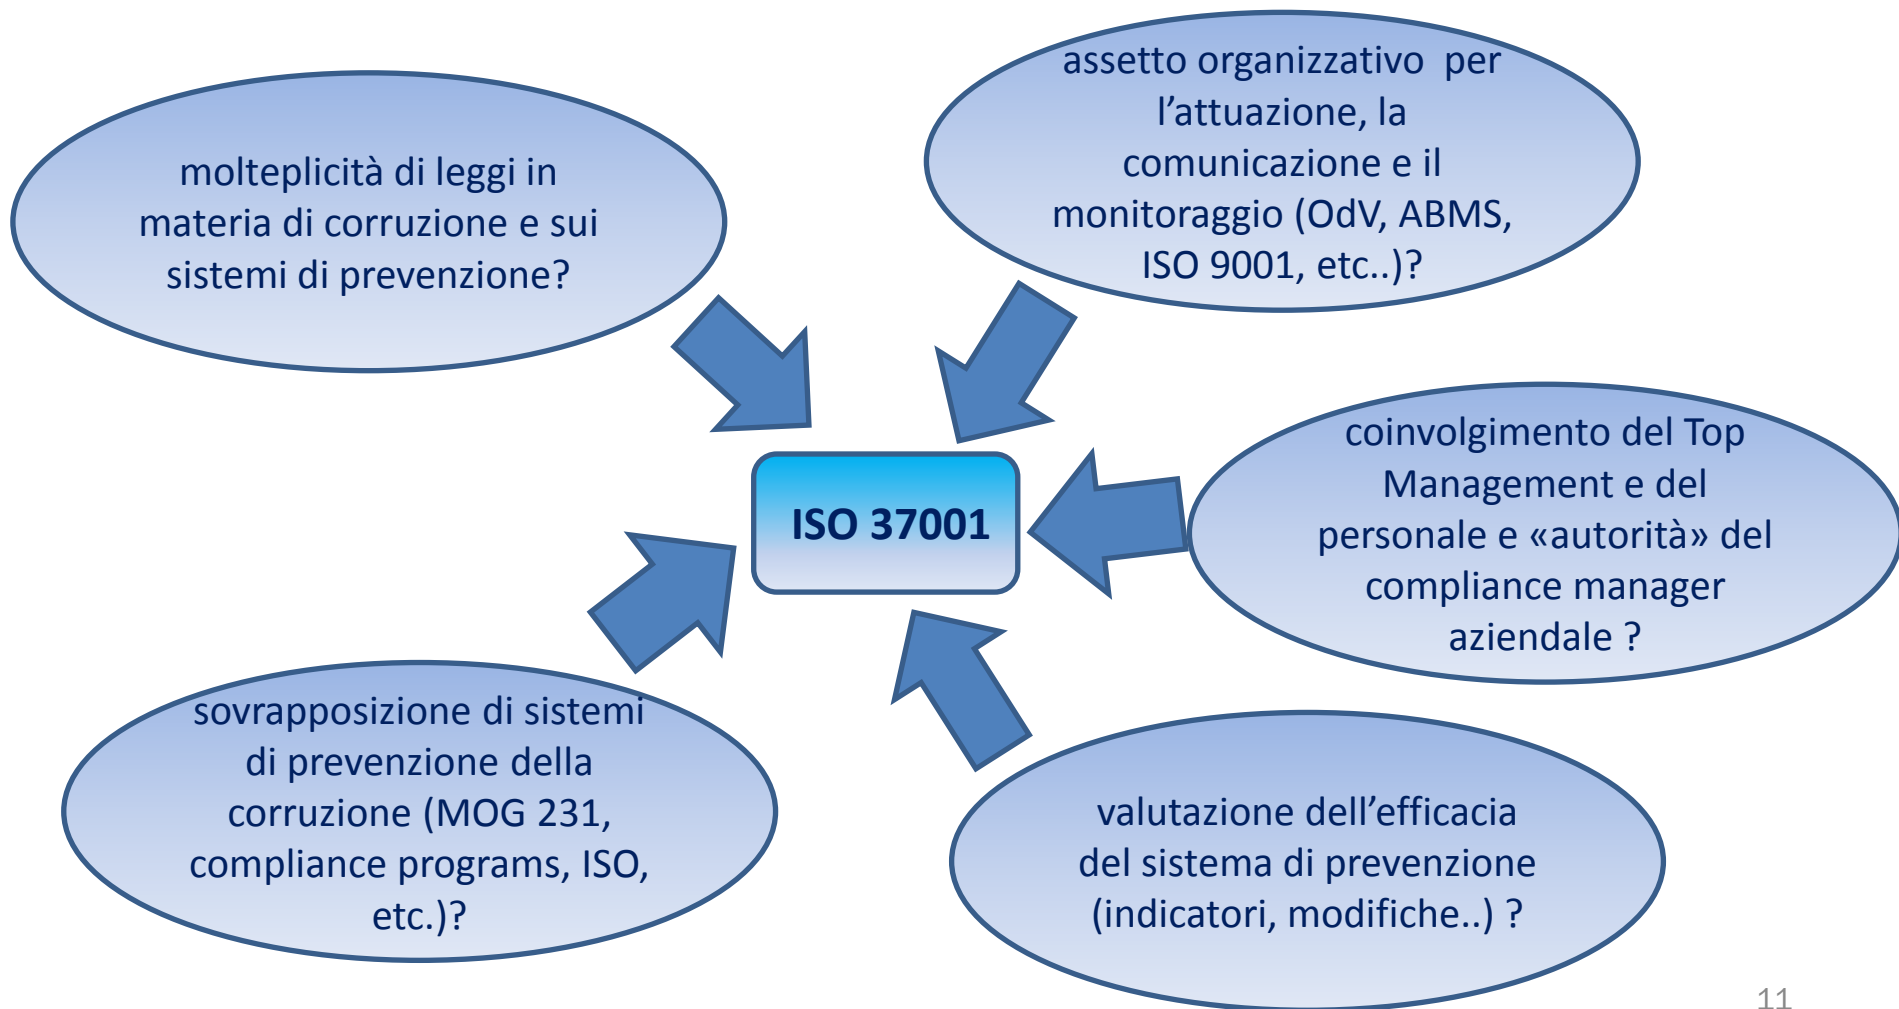 molteplicità di leggi in
materia di corruzione e sui
sistemi di prevenzione?
assetto organizzativo  per
l’attuazione, la
comunicazione e il
monitoraggio (OdV, ABMS,
ISO 9001, etc..)?
coinvolgimento del Top
Management e del
personale e «autorità» del
compliance manager
aziendale ?
ISO 37001
sovrapposizione di sistemi
di prevenzione della
corruzione (MOG 231,
compliance programs, ISO,
etc.)?
valutazione dell’efficacia
del sistema di prevenzione
(indicatori, modifiche..) ?
11